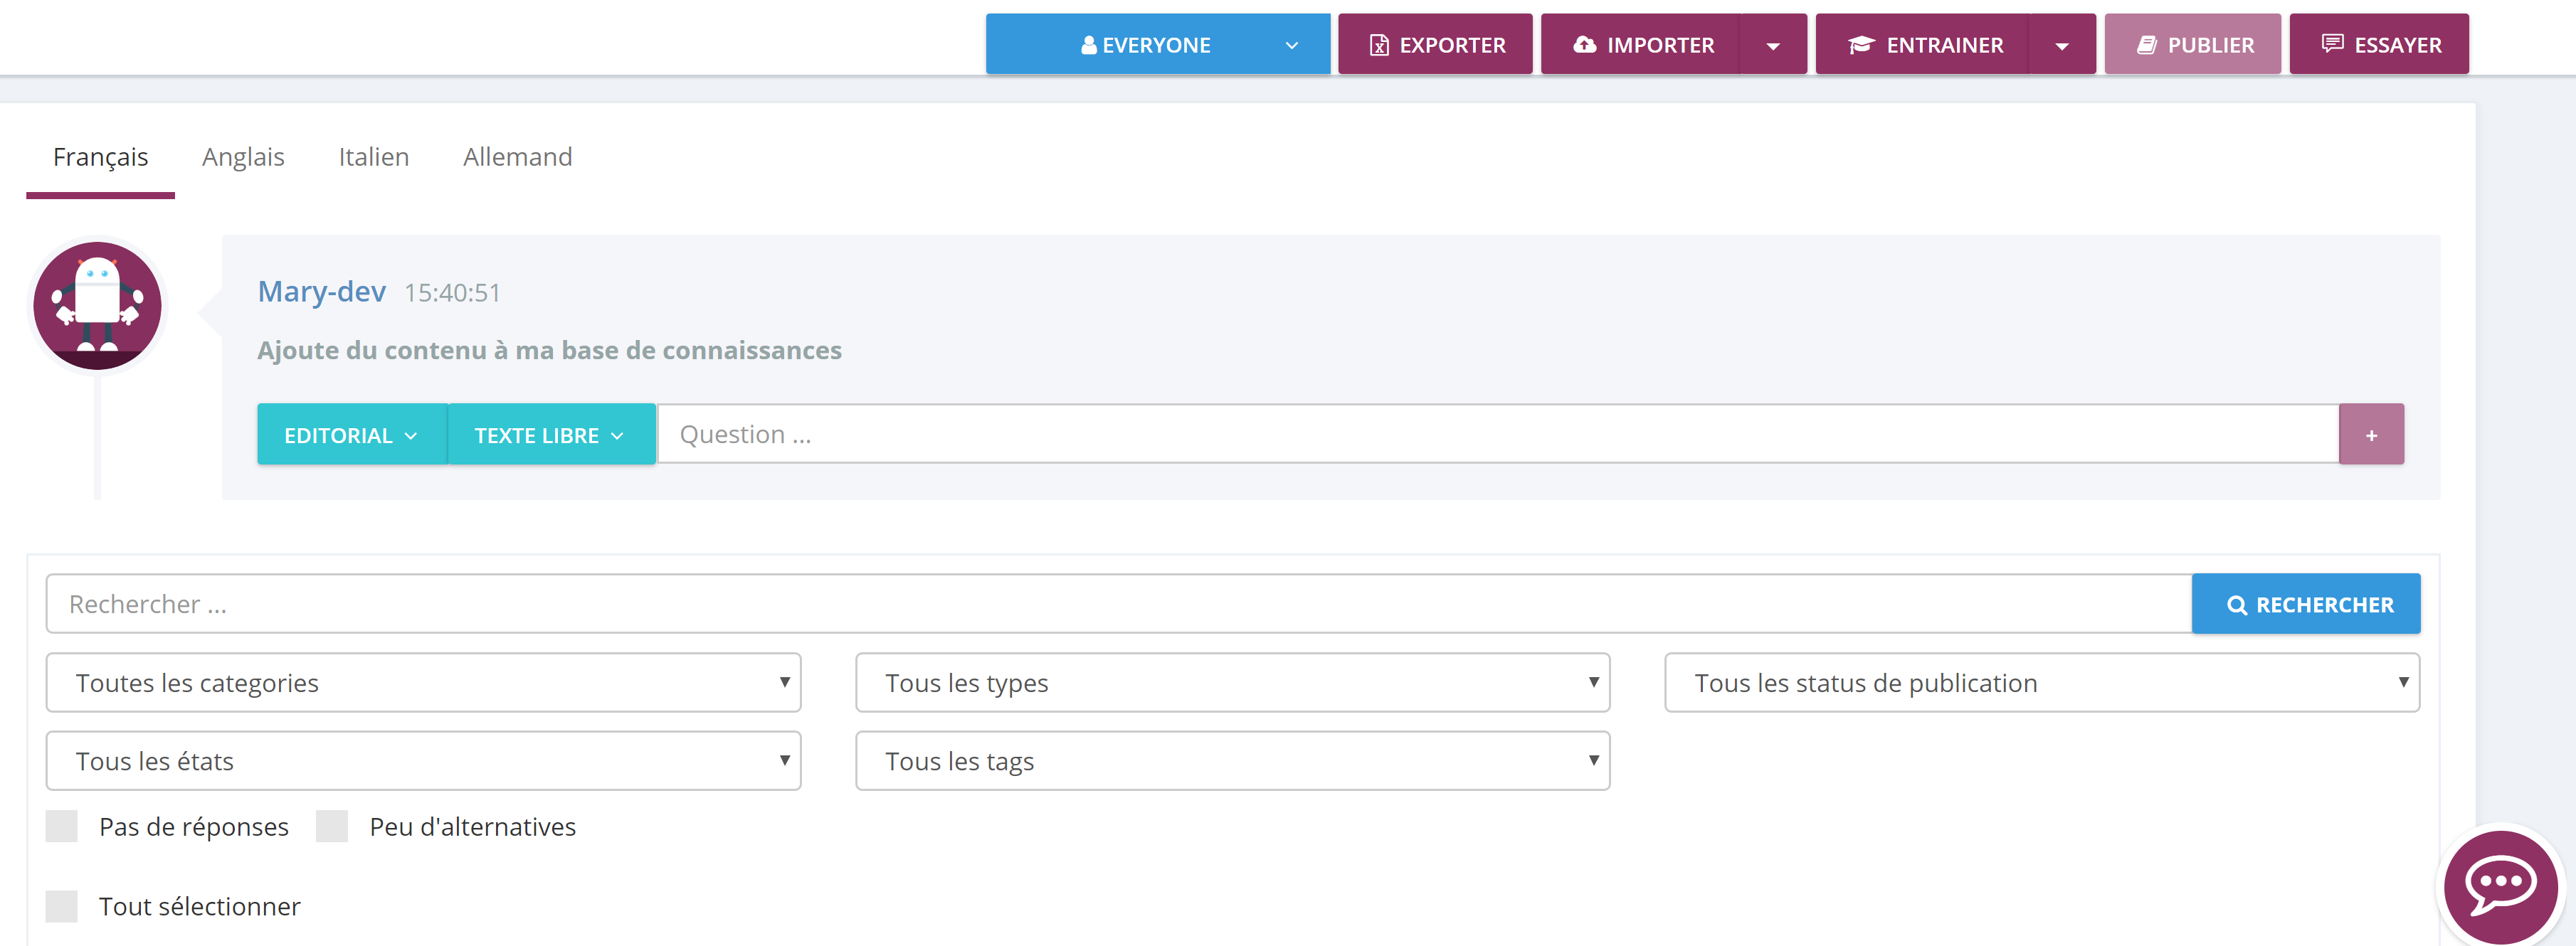 EVERYONE EXPORTER IMPORTER ENTRAINER PUBLIER ESSAYER
Français Anglais Italien Allemand
Mary-dev 15:40:51
Ajoute du contenu à ma base de connaissances
EDITORIAL TEXTE LIBRE Question ... +
Rechercher ... RECHERCHER
Toutes les categories Tous les types Tous les status de publication
Tous les états Tous les tags
Pas de réponses Peu d'alternatives
Tout sélectionner